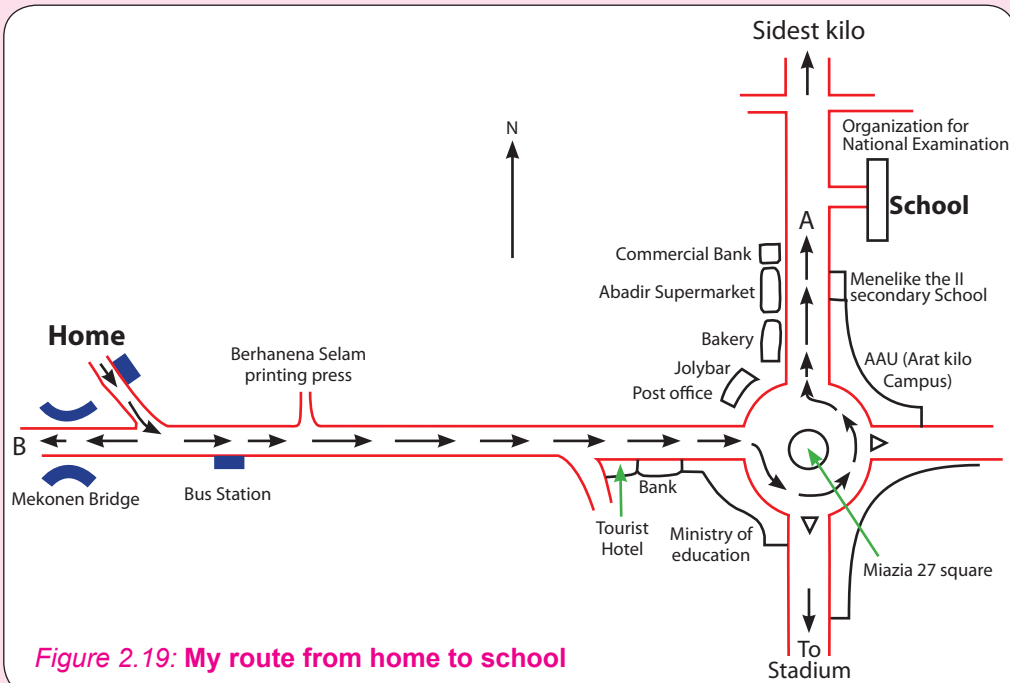 Sidest kilo
N
Organization for
National Examination
School
A
Commercial Bank
Abadir Supermarket
Menelike the II
secondary School
Home
Berhanena Selam
printing press
Bakery
AAU (Arat kilo
Campus)
Jolybar
Post office
B
Mekonen Bridge
Bus Station
Bank
Tourist
Hotel
Ministry of
education
Miazia 27 square
To
Stadium
Figure 2.19: My route from home to school